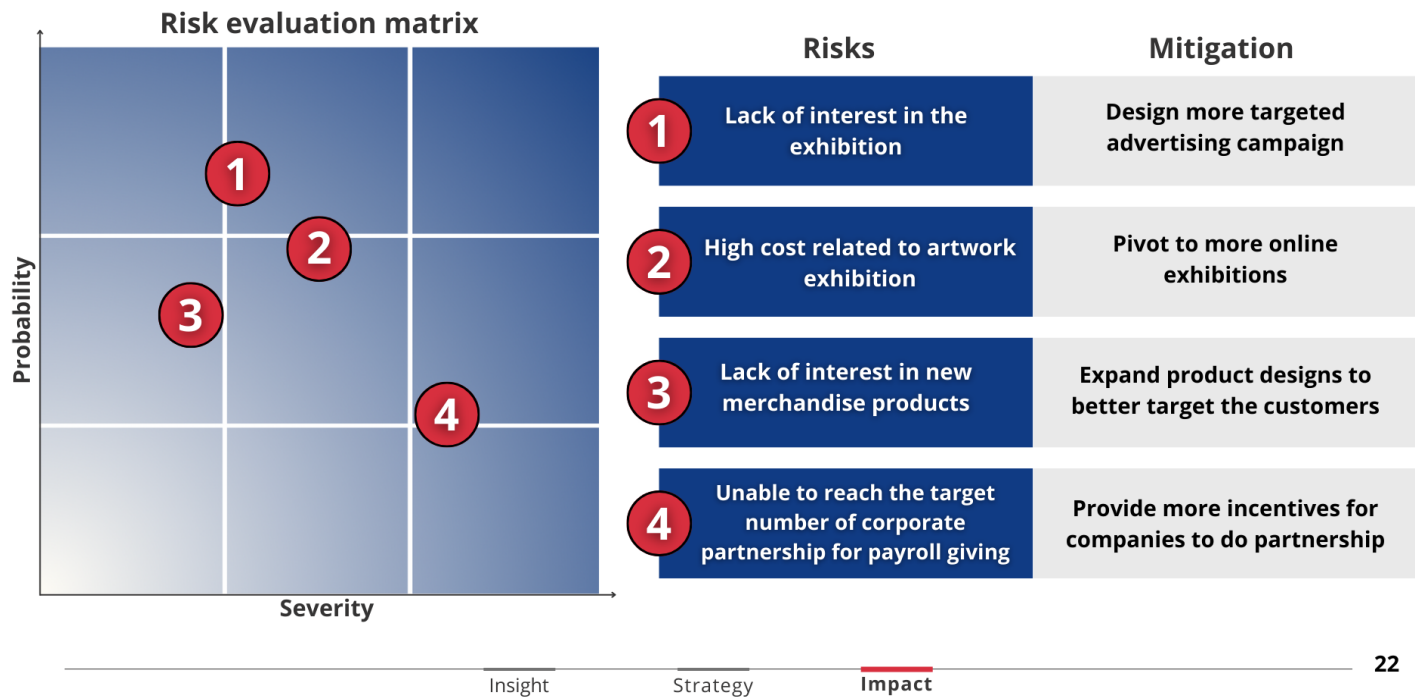 Risk evaluation matrix
Probability
1
2
3
4
Severity
Risks
Mitigation
1
Lack of interest in the
exhibition
Design more targeted
advertising campaign
2
High cost related to artwork
exhibition
Pivot to more online
exhibitions
3
Lack of interest in new
merchandise products
Expand product designs to
better target the customers
4
Unable to reach the target
number of corporate
partnership for payroll giving
Provide more incentives for
companies to do partnership
Insight
Strategy
Impact
22